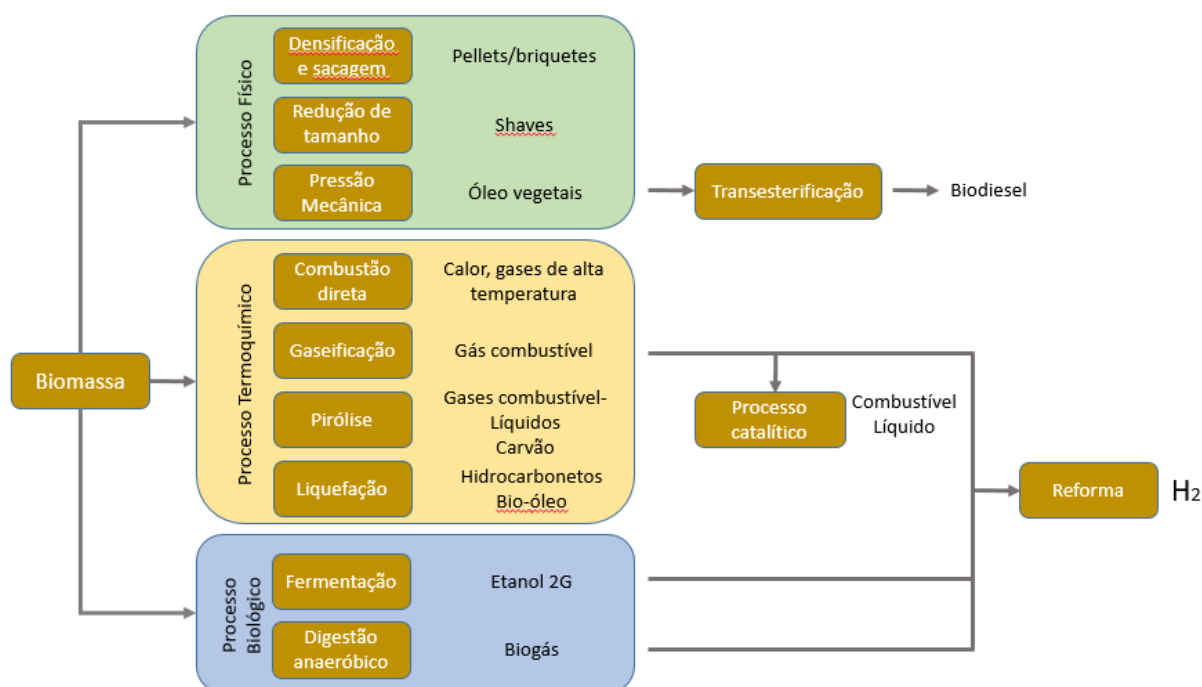 Biomassa
Processo Físico
Densificação
e sacagem
Pellets/briquetes
Redução de
tamanho
Shaves
Pressão
Mecânica
Óleo vegetais
Transesterificação
Biodiesel
Processo Termoquímico
Combustão
direta
Calor, gases de alta
temperatura
Gaseificação
Gás combustível
Pirólise
Gases combustível-
Líquidos
Carvão
Liquefação
Hidrocarbonetos
Bio-óleo
Processo
catalítico
Combustível
Líquido
Reforma
H2
Processo
Biológico
Fermentação
Etanol 2G
Digestão
anaeróbico
Biogás